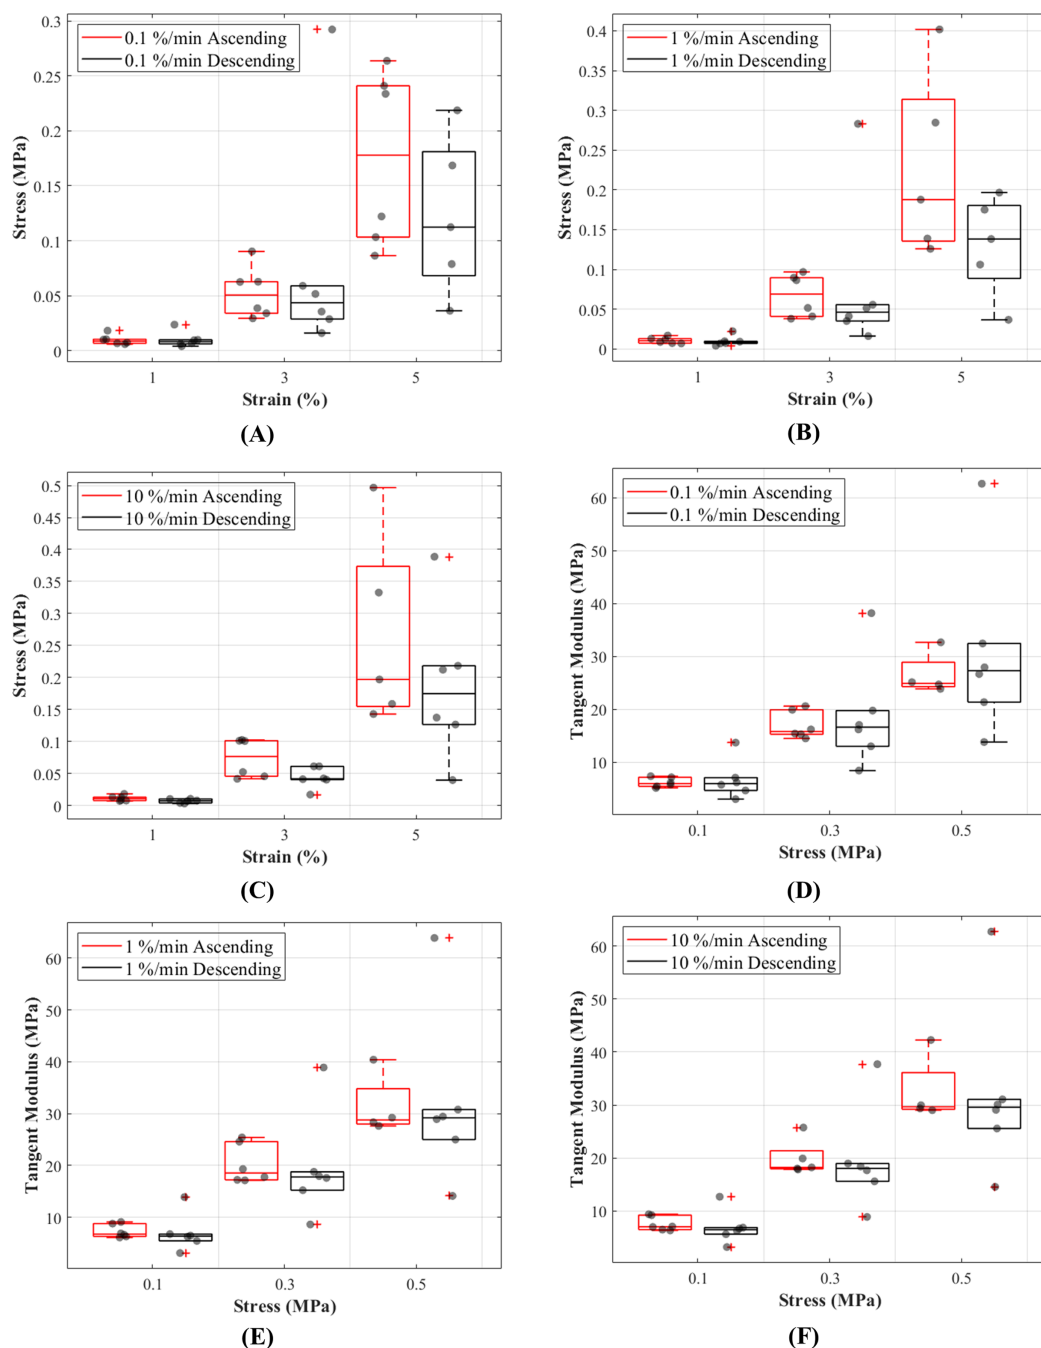 0.1 %/min Ascending
0.1 %/min Descending
0.3
0.25
0.2
0.15
0.1
0.05
0
Stress (MPa)
1 3 5
Strain (%)
(A)
1 %/min Ascending
1 %/min Descending
0.4
0.35
0.3
0.25
0.2
0.15
0.1
0.05
0
Stress (MPa)
1 3 5
Strain (%)
(B)
10 %/min Ascending
10 %/min Descending
0.5
0.45
0.4
0.35
0.3
0.25
0.2
0.15
0.1
0.05
0
Stress (MPa)
1 3 5
Strain (%)
(C)
0.1 %/min Ascending
0.1 %/min Descending
60
50
40
30
20
10
Tangent Modulus (MPa)
0.1 0.3 0.5
Stress (MPa)
(D)
1 %/min Ascending
1 %/min Descending
60
50
40
30
20
10
Tangent Modulus (MPa)
0.1 0.3 0.5
Stress (MPa)
(E)
10 %/min Ascending
10 %/min Descending
60
50
40
30
20
10
Tangent Modulus (MPa)
0.1 0.3 0.5
Stress (MPa)
(F)